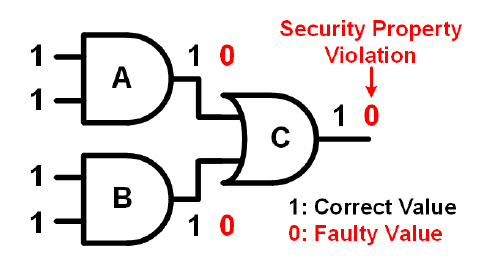 Security Property
Violation
1
1
A
1 0
C
1 0
1
1
B
1 0
1: Correct Value
0: Faulty Value